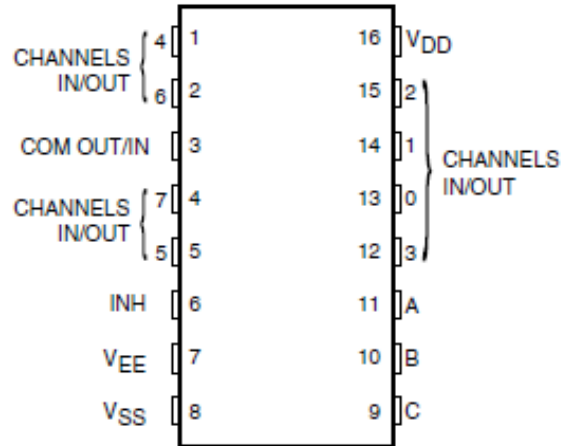 4 1 16 VDD
CHANNELS
IN/OUT
6 2 15 2
COM OUT/IN 3 14 1
CHANNELS
IN/OUT
7 4 13 0
CHANNELS
IN/OUT
5 5 12 3
INH 6 11 A
VEE 7 10 B
VSS 8 9 C